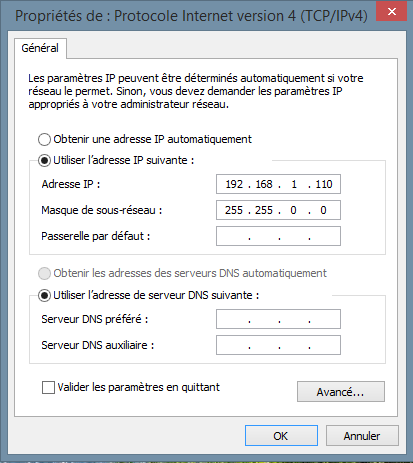 Propriétés de : Protocole Internet version 4 (TCP/IPv4)
Général
Les paramètres IP peuvent être déterminés automatiquement si votre
réseau le permet. Sinon, vous devez demander les paramètres IP
appropriés à votre administrateur réseau.
Obtenir une adresse IP automatiquement
Utiliser l'adresse IP suivante :
Adresse IP : 192 . 168 . 1 . 110
Masque de sous-réseau : 255 . 255 . 0 . 0
Passerelle par défaut : . . .
Obtenir les adresses des serveurs DNS automatiquement
Utiliser l'adresse de serveur DNS suivante :
Serveur DNS préféré : . . .
Serveur DNS auxiliaire : . . .
Valider les paramètres en quittant
Avancé...
OK Annuler